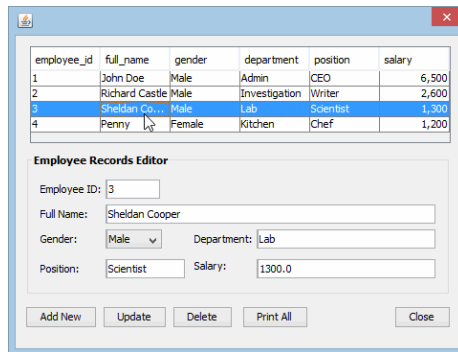 employee_id full_name gender department position salary
1 John Doe Male Admin CEO 6,500
2 Richard Castle Male Investigation Writer 2,600
3 Sheldan Co... Male Lab Scientist 1,300
4 Penny Female Kitchen Chef 1,200
Employee Records Editor
Employee ID: 3
Full Name: Sheldan Cooper
Gender: Male Department: Lab
Position: Scientist Salary: 1300.0
Add New Update Delete Print All Close